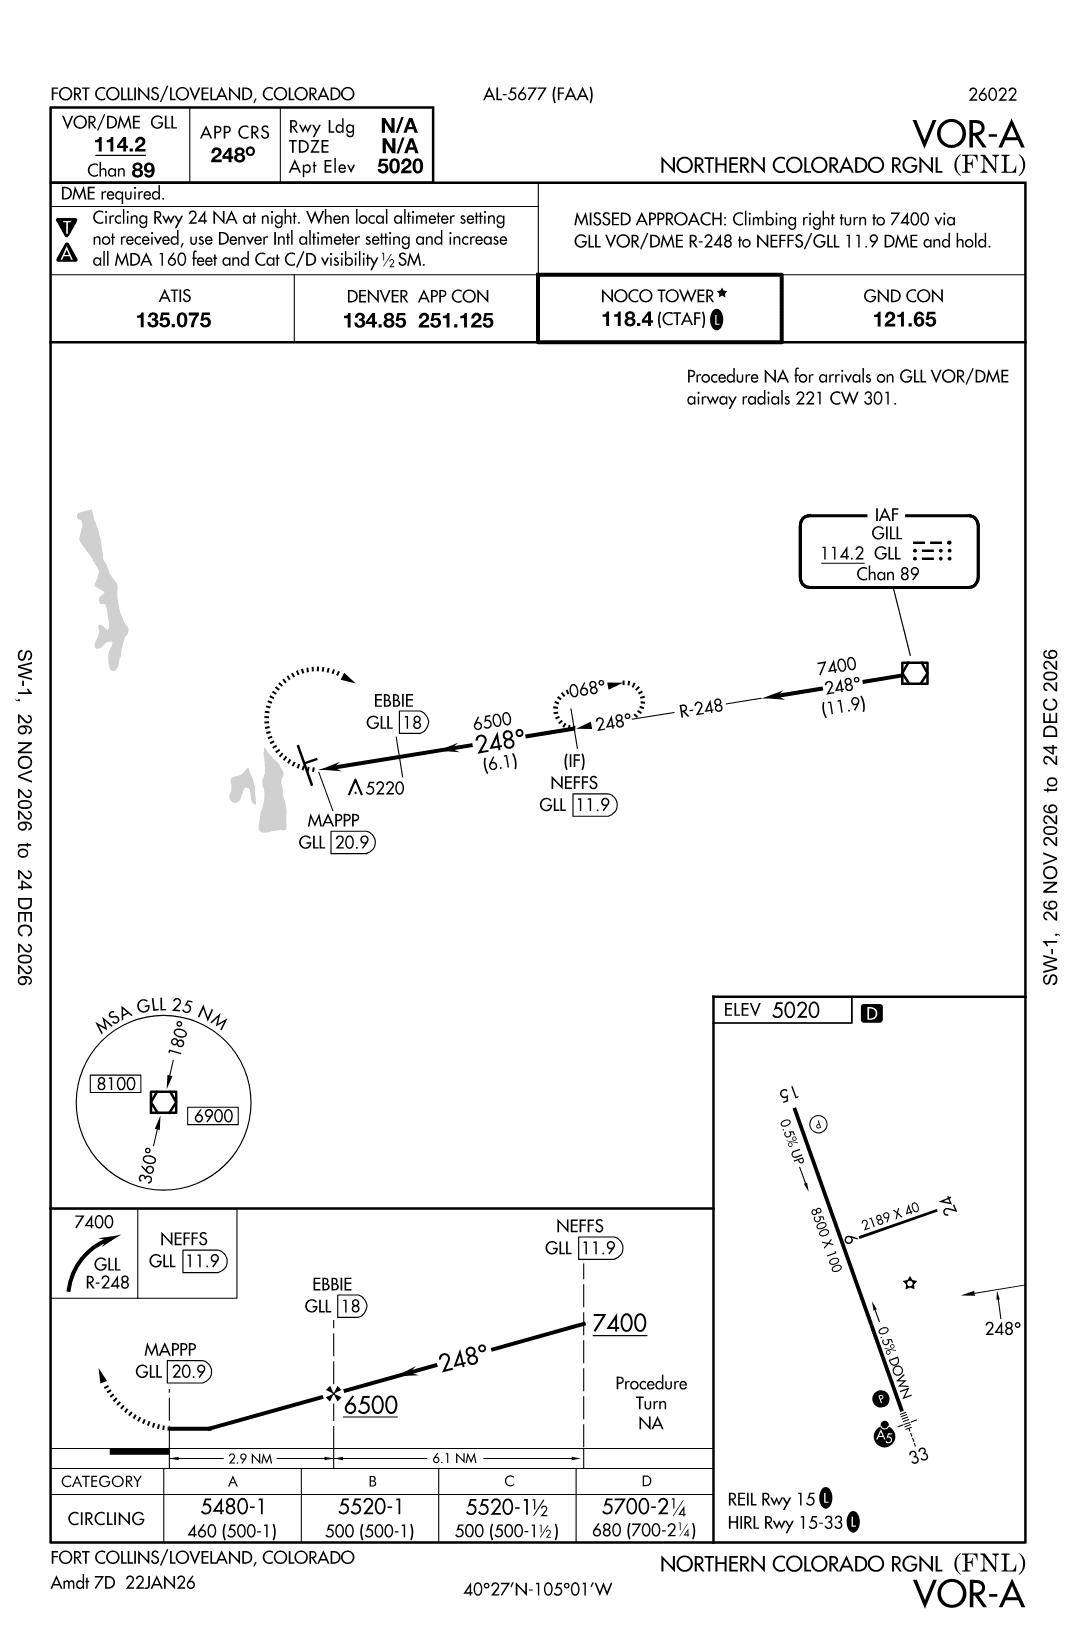 FORT COLLINS/LOVELAND, COLORADO
AL-5677 (FAA)
26022
VOR-A
NORTHERN COLORADO RGNL (FNL)
VOR/DME GLL
114.2
Chan 89
APP CRS
248°
Rwy Ldg N/A
TDZE N/A
Apt Elev 5020
DME required.
T
A
Circling Rwy 24 NA at night. When local altimeter setting
not received, use Denver Intl altimeter setting and increase
all MDA 160 feet and Cat C/D visibility ½ SM.
MISSED APPROACH: Climbing right turn to 7400 via
GLL VOR/DME R-248 to NEFFS/GLL 11.9 DME and hold.
ATIS
135.075
DENVER APP CON
134.85 251.125
NOCO TOWER
118.4 (CTAF) L
GND CON
121.65
Procedure NA for arrivals on GLL VOR/DME
airway radials 221 CW 301.
IAF
GILL
114.2 GLL
Chan 89
7400
248°
(11.9)
R-248
068°
248°
EBBIE
GLL 18
6500
248°
(6.1)
(IF)
NEFFS
GLL 11.9
5220
MAPPP
GLL 20.9
SW-1, 26 NOV 2026 to 24 DEC 2026
SW-1, 26 NOV 2026 to 24 DEC 2026
MSA GLL 25 NM
180°
8100
6900
360°
ELEV 5020
D
15
P
0.5% UP
8500 X 100
2189 X 40
24
6
248°
0.5% DOWN
P
A5
33
REIL Rwy 15 L
HIRL Rwy 15-33 L
7400
GLL
R-248
NEFFS
GLL 11.9
NEFFS
GLL 11.9
EBBIE
GLL 18
7400
248°
MAPPP
GLL 20.9
6500
Procedure
Turn
NA
2.9 NM
6.1 NM
CATEGORY A B C D
CIRCLING
5480-1
460 (500-1)
5520-1
500 (500-1)
5520-1½
500 (500-1½)
5700-2¼
680 (700-2¼)
FORT COLLINS/LOVELAND, COLORADO
Amdt 7D 22JAN26
40°27'N-105°01'W
NORTHERN COLORADO RGNL (FNL)
VOR-A